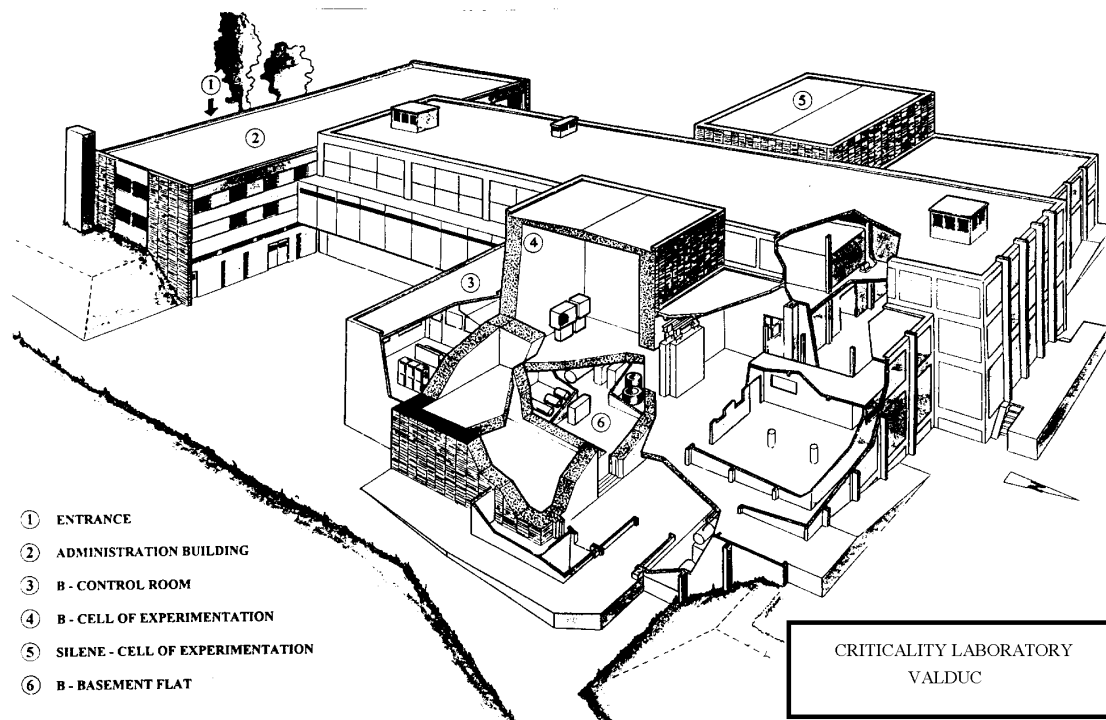 1
2
5
4
3
6
1 ENTRANCE
2 ADMINISTRATION BUILDING
3 B - CONTROL ROOM
4 B - CELL OF EXPERIMENTATION
5 SILENE - CELL OF EXPERIMENTATION
6 B - BASEMENT FLAT
N
CRITICALITY LABORATORY
VALDUC